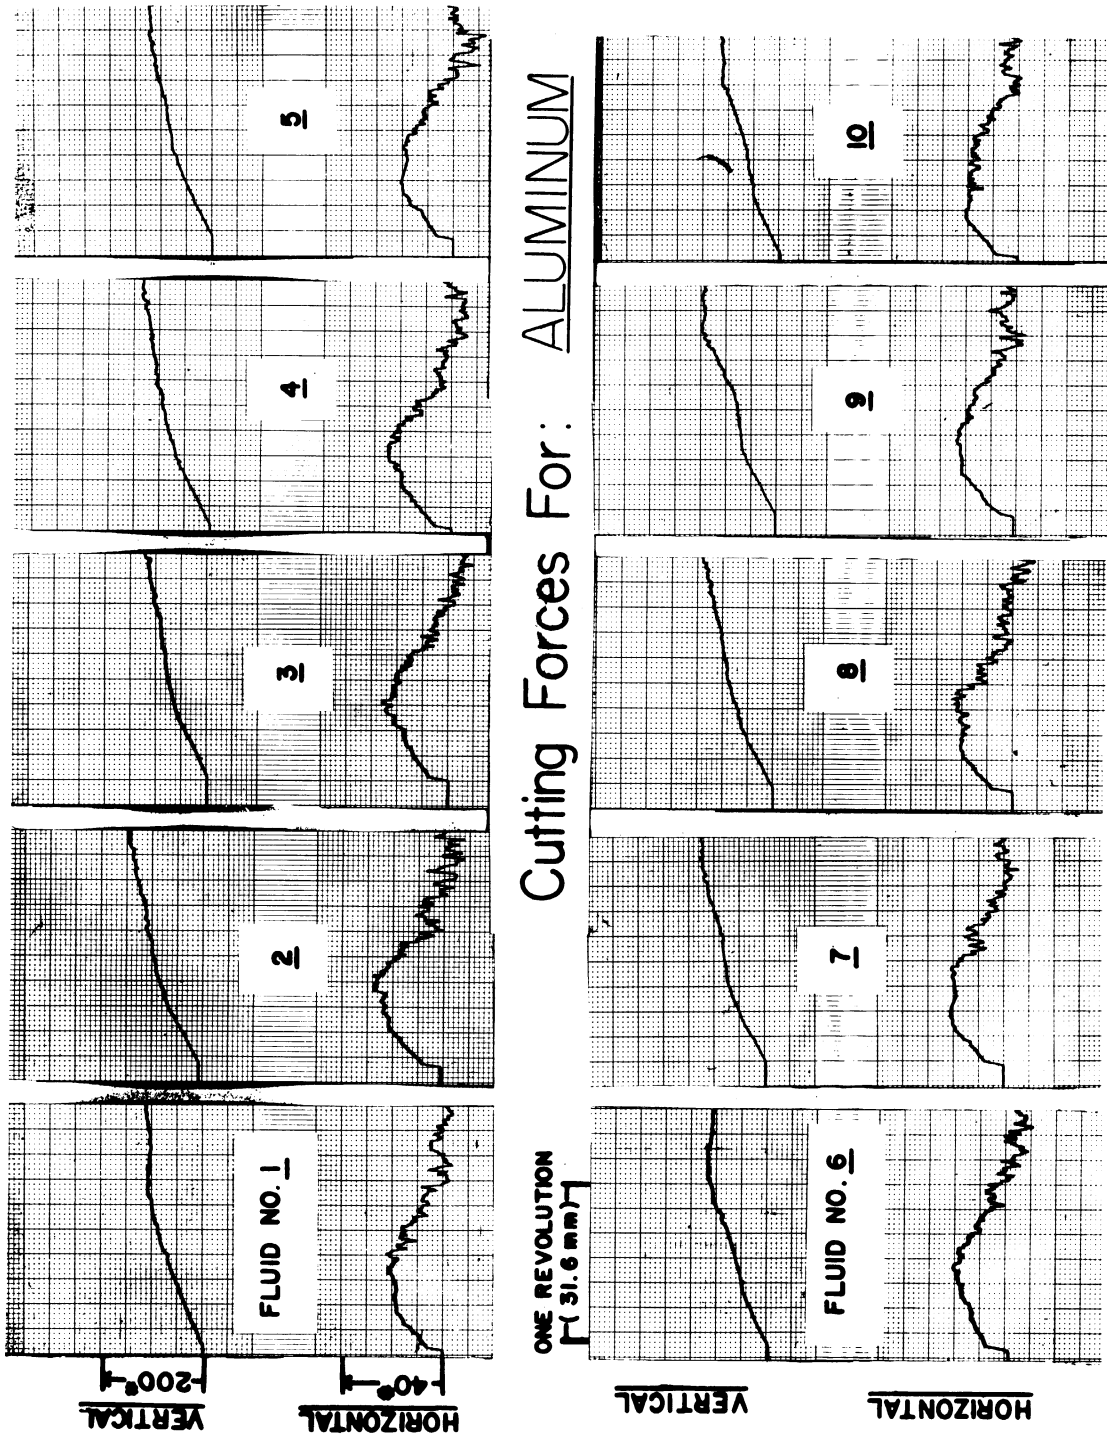 VERTICAL
200#
HORIZONTAL
40#
FLUID NO. 1
2
3
4
5
Cutting Forces For: ALUMINUM
ONE REVOLUTION
(31.6 mm)
VERTICAL
HORIZONTAL
FLUID NO. 6
7
8
9
10